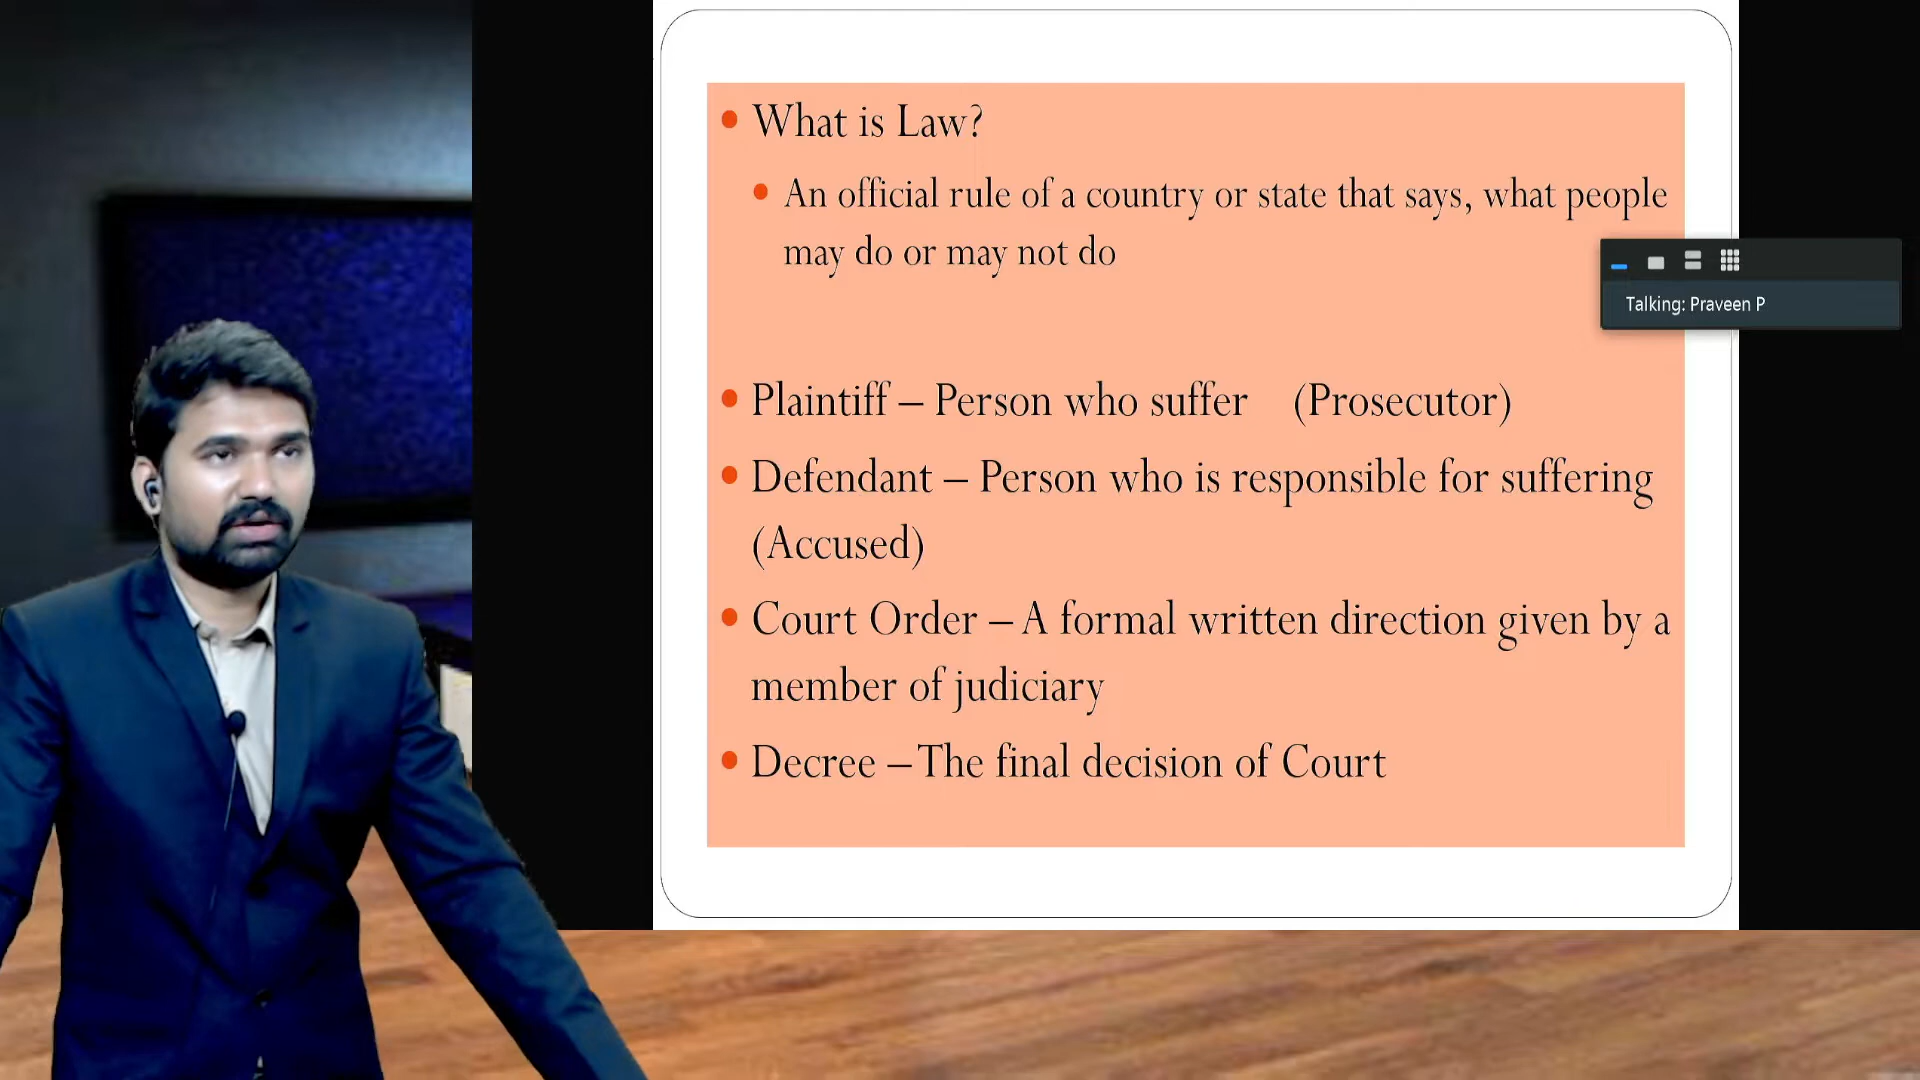 What is Law?
An official rule of a country or state that says, what people
may do or may not do
Talking: Praveen P
Plaintiff – Person who suffer (Prosecutor)
Defendant – Person who is responsible for suffering
(Accused)
Court Order – A formal written direction given by a
member of judiciary
Decree – The final decision of Court